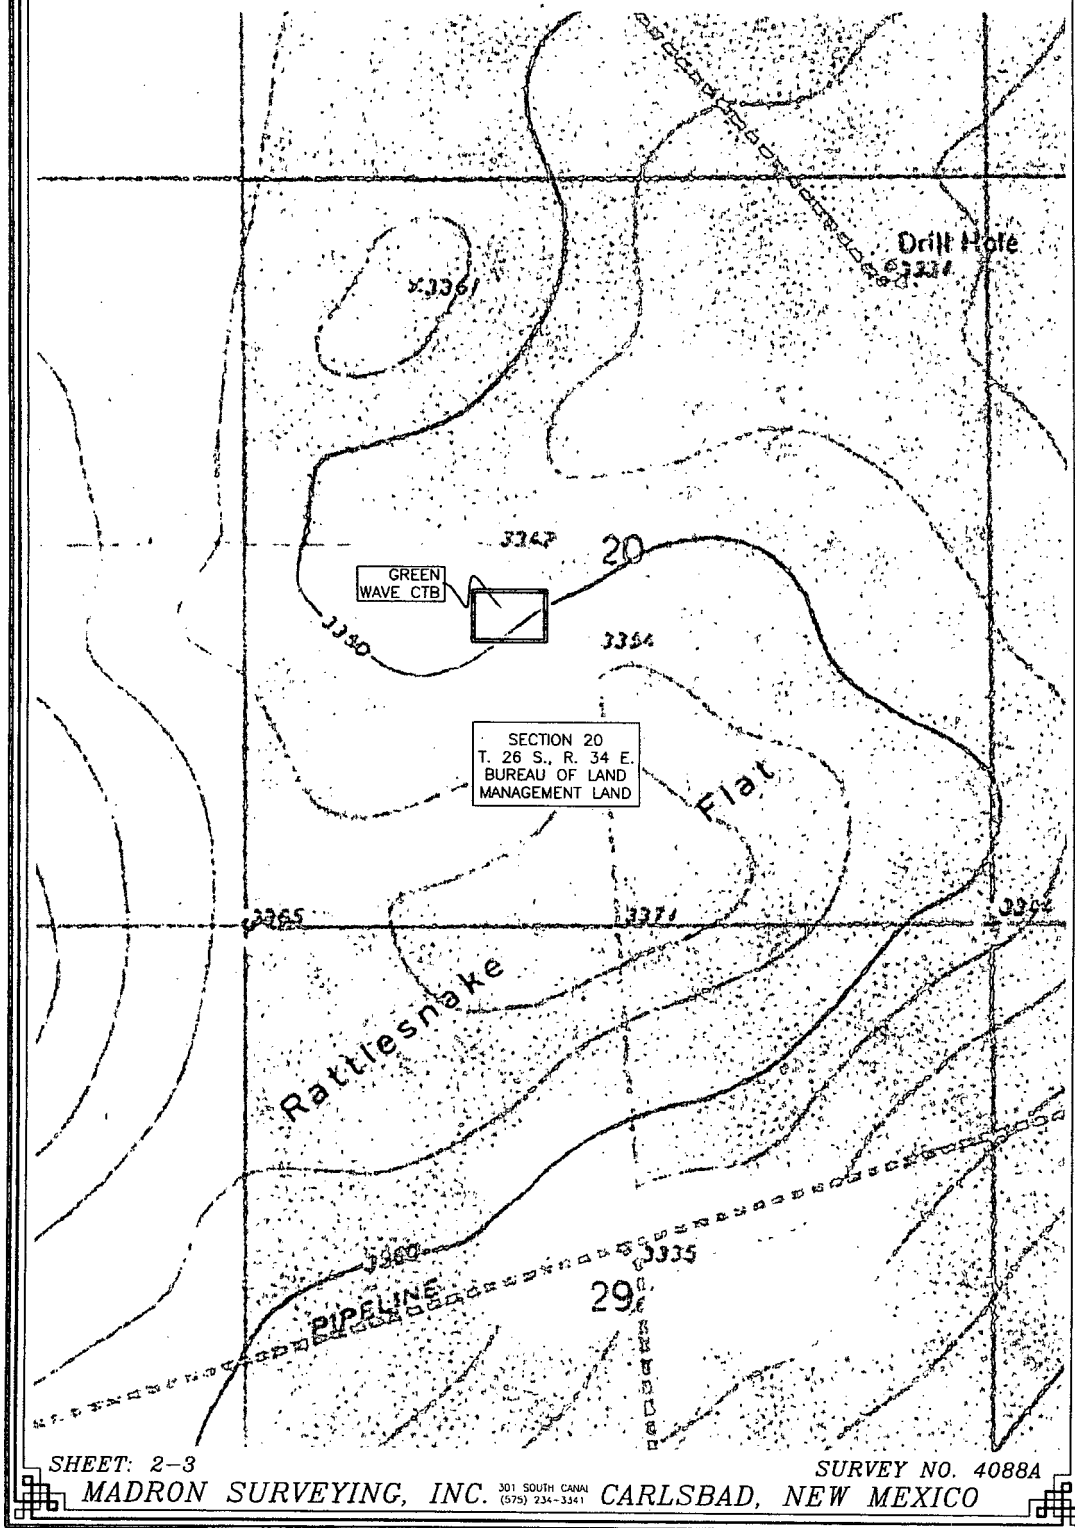 Drill Hole
3361
3331
20
GREEN
WAVE CTB
3354
SECTION 20
T. 26 S., R. 34 E.
BUREAU OF LAND
MANAGEMENT LAND
Rattlesnake Flat
3365
3371
3335
PIPELINE
29
SHEET: 2-3
SURVEY NO. 4088A
MADRON SURVEYING, INC. 301 SOUTH CANAL (575) 234-3341 CARLSBAD, NEW MEXICO